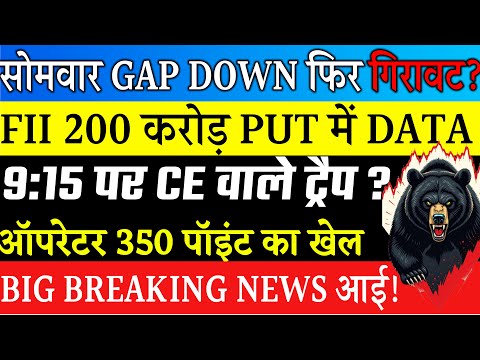 सोमवार GAP DOWN फिर गिरावट?
FII 200 करोड़ PUT में DATA
9:15 पर CE वाले ट्रैप ?
ऑपरेटर 350 पॉइंट का खेल
BIG BREAKING NEWS आई!